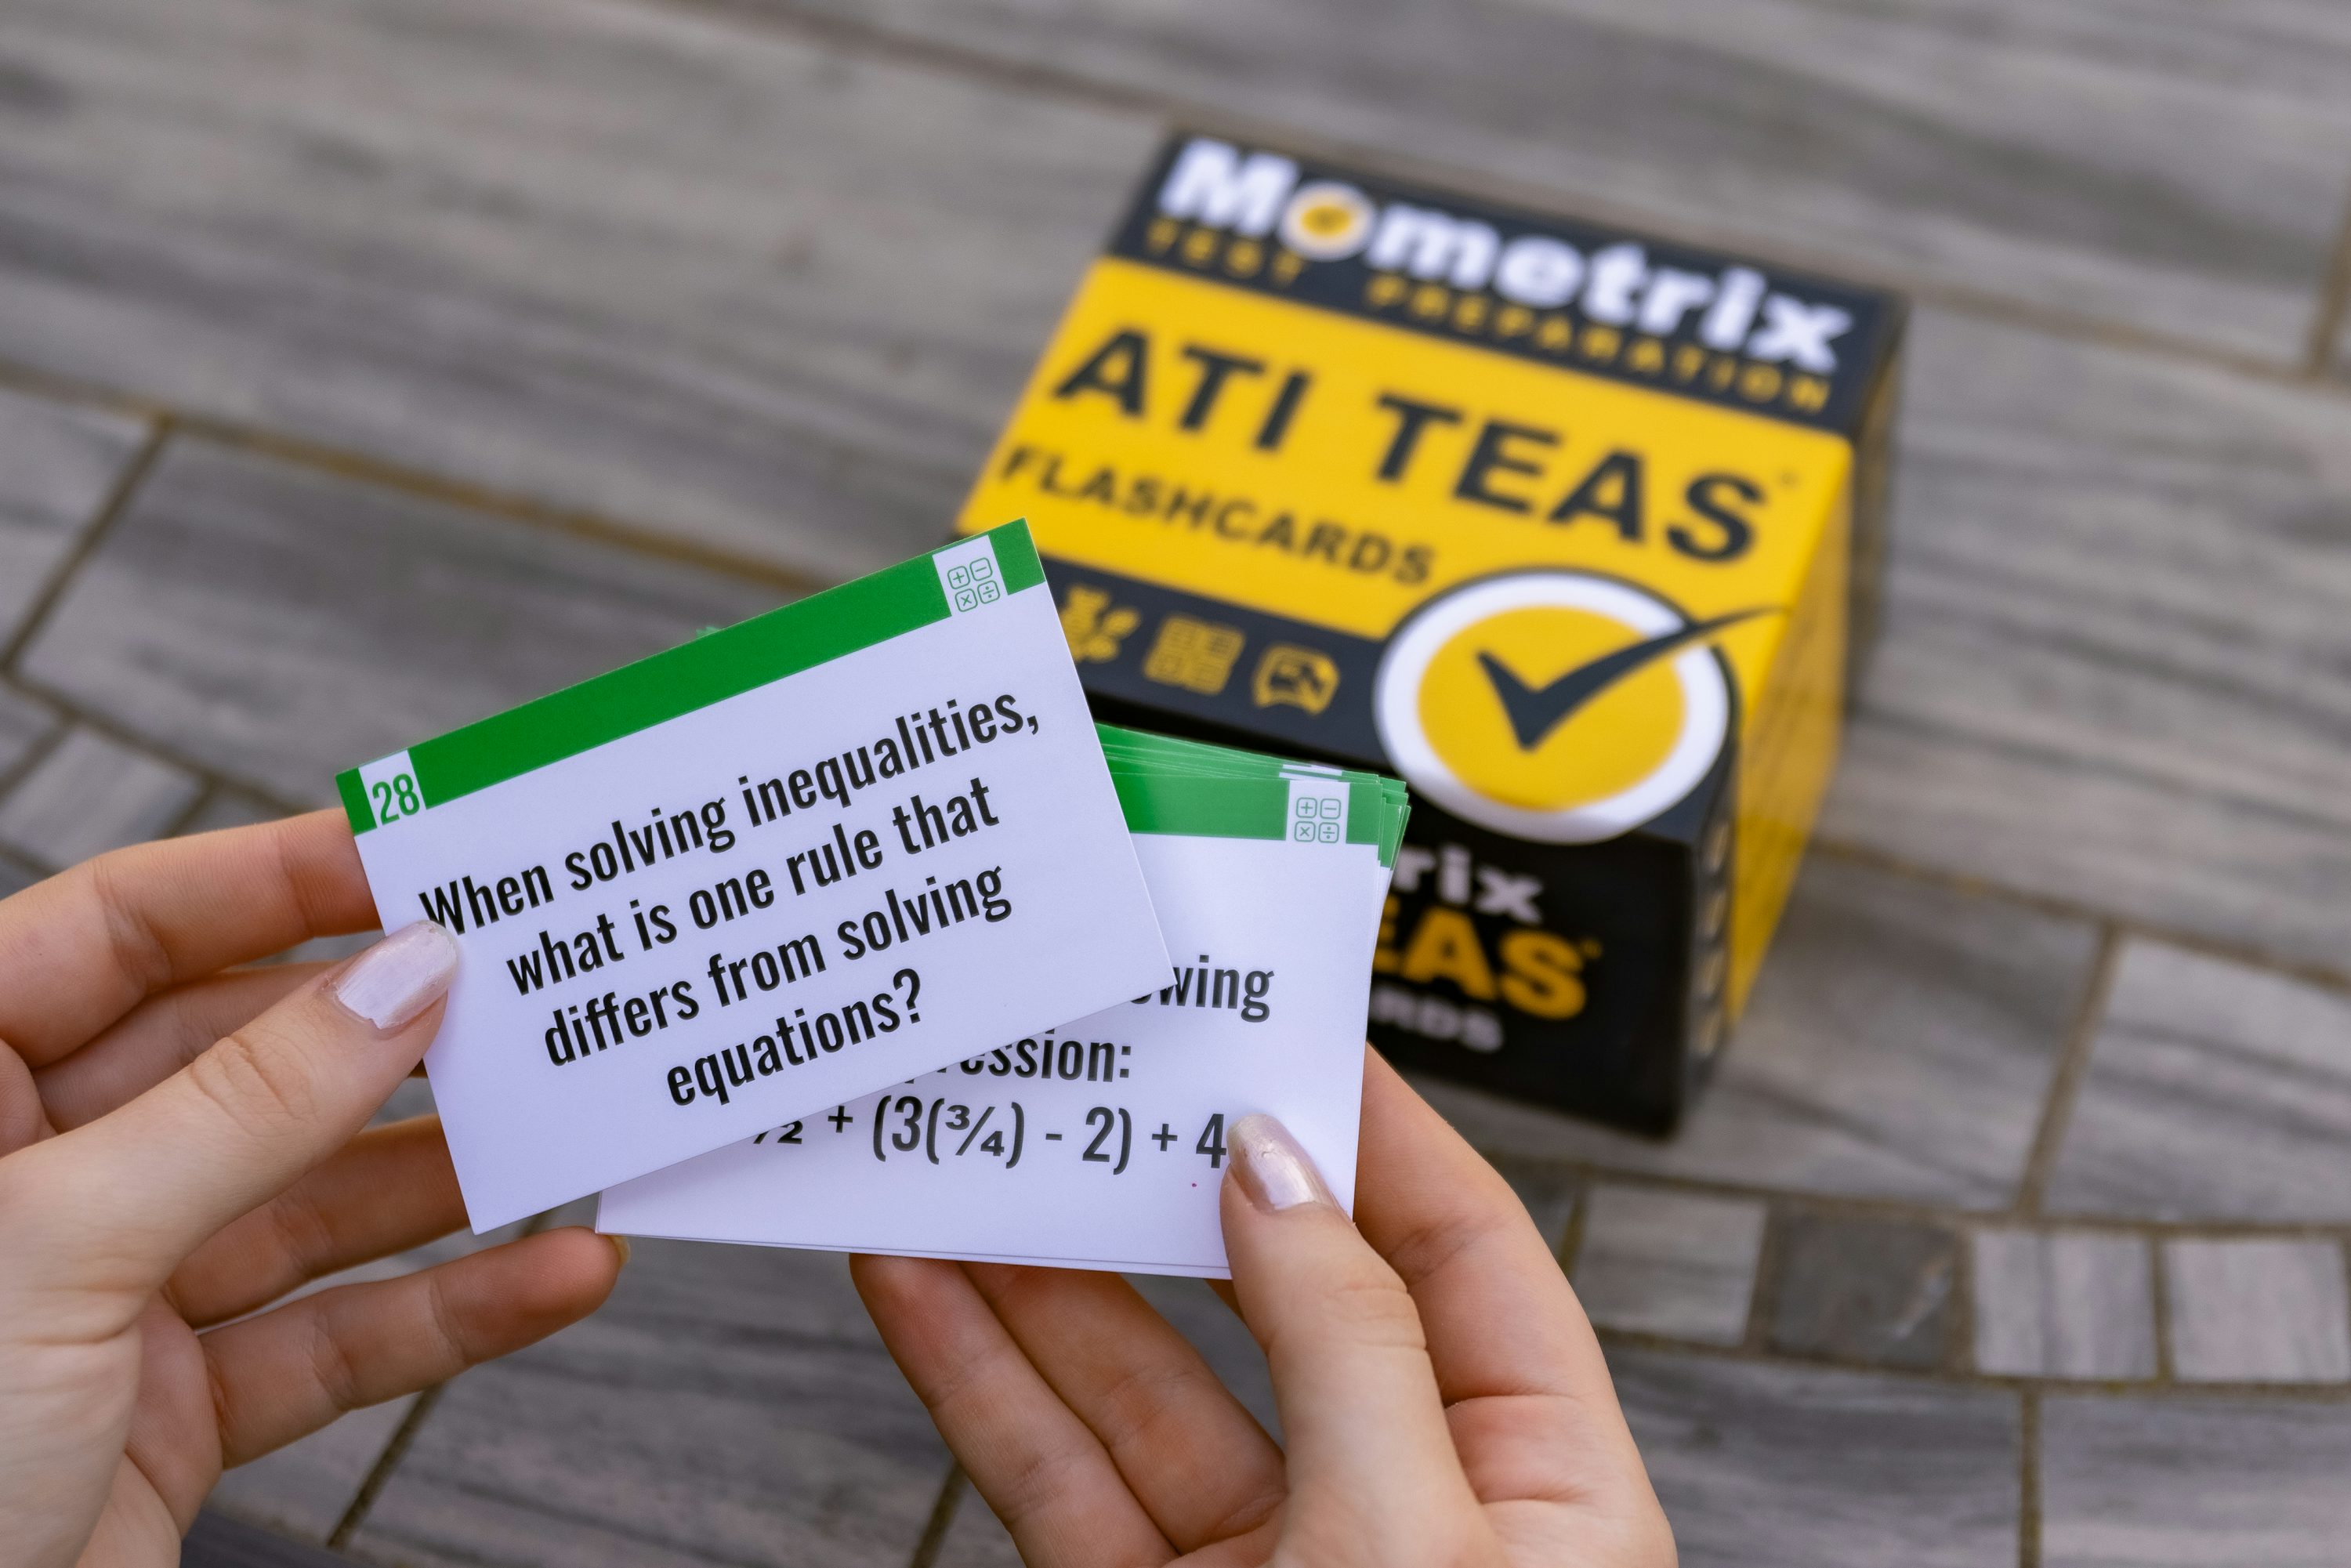 Mometrix
TEST PREPARATION
ATI TEAS
FLASHCARDS
rix
EAS
RDS
28
When solving inequalities,
what is one rule that
differs from solving
equations?
wing
ession:
+ (3(¾) - 2) + 4